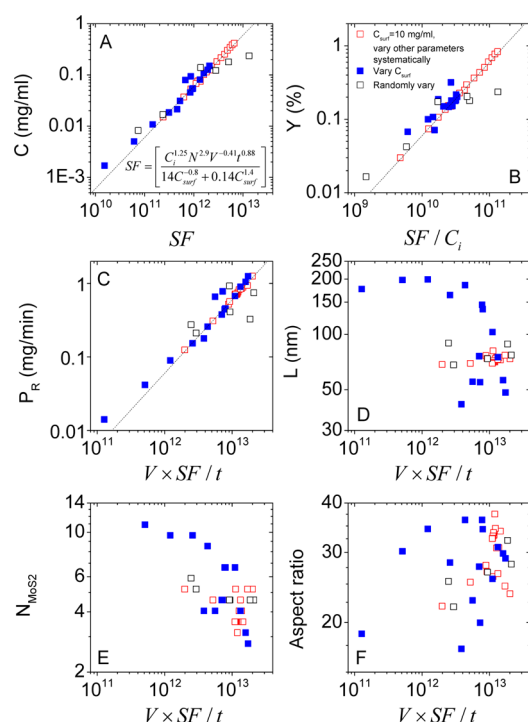 A
C (mg/ml)
0.1
0.01
1E-3
SF = [ C_i^1.25 N^2.9 V^-0.41 t^0.88 / 14C_surf^-0.8 + 0.14C_surf^1.4 ]
10^10 10^11 10^12 10^13
SF
C_surf=10 mg/ml,
vary other parameters
systematically
Vary C_surf
Randomly vary
Y (%)
1
0.1
0.01
B
10^9 10^10 10^11
SF / C_i
C
P_R (mg/min)
1
0.1
0.01
10^12 10^13
V × SF / t
L (nm)
200
150
100
50
30
D
10^11 10^12 10^13
V × SF / t
N_MoS2
14
10
6
4
2
E
10^11 10^12 10^13
V × SF / t
Aspect ratio
40
30
20
F
10^11 10^12 10^13
V × SF / t